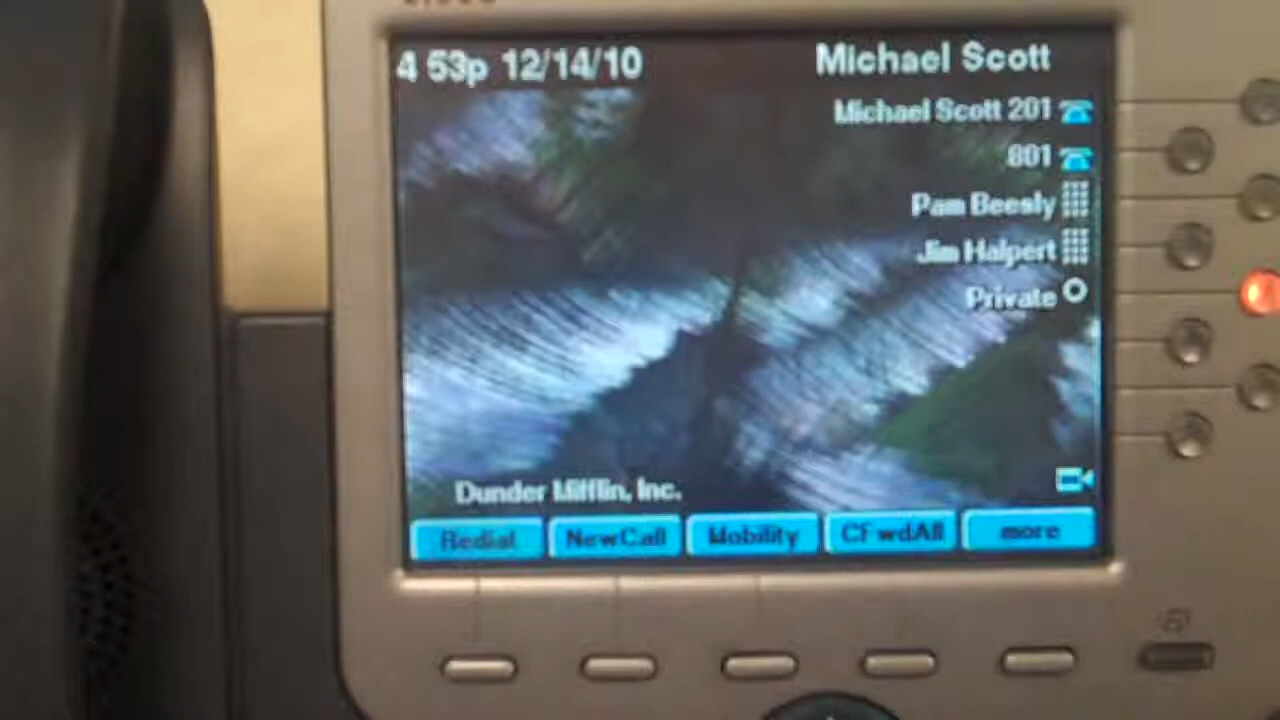 4 53p 12/14/10
Michael Scott
Michael Scott 201
801
Pam Beesly
Jim Halpert
Private
Dunder Mifflin, Inc.
Redial
NewCall
Mobility
CFwdAll
more